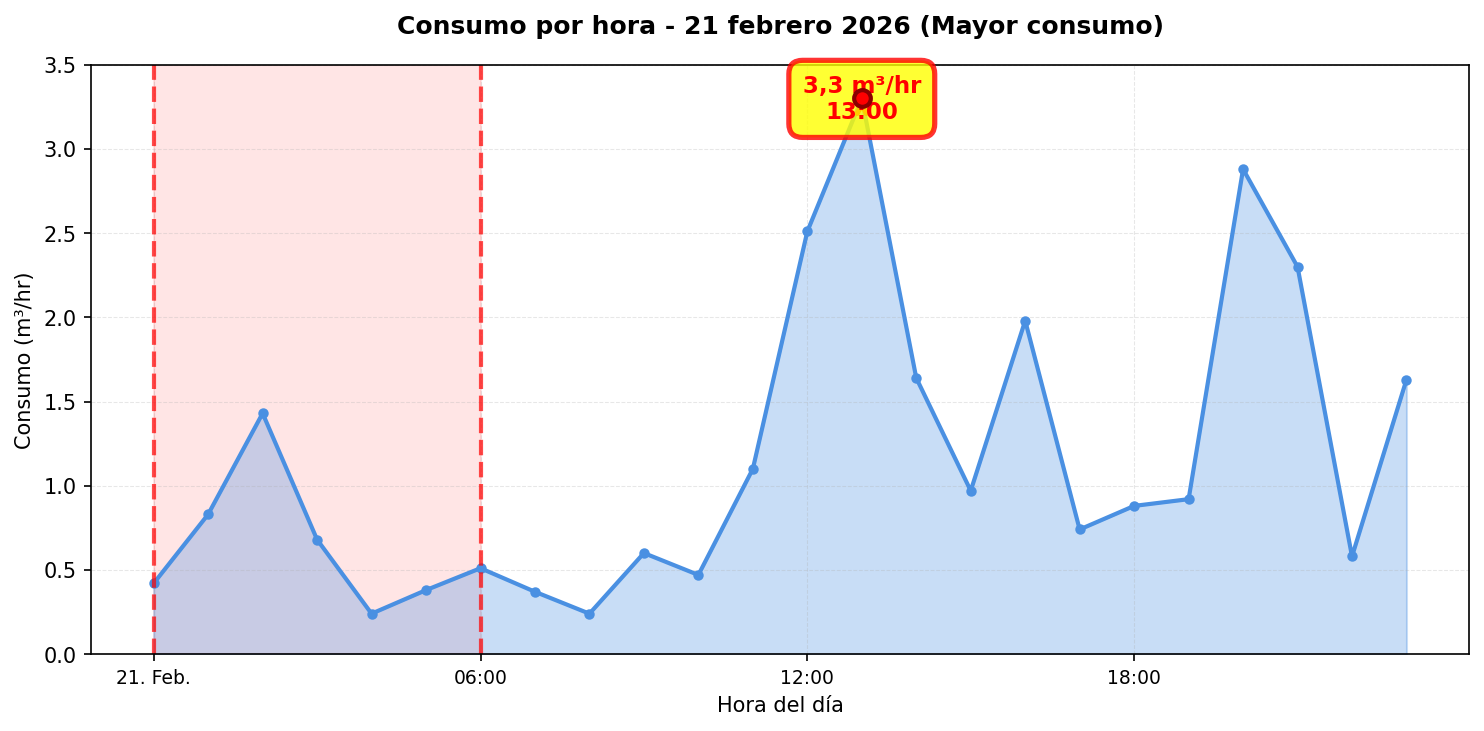 Consumo por hora - 21 febrero 2026 (Mayor consumo)
3,3 m³/hr
13:00
3.5
3.0
2.5
2.0
1.5
1.0
0.5
0.0
Consumo (m³/hr)
21. Feb.
06:00
12:00
18:00
Hora del día